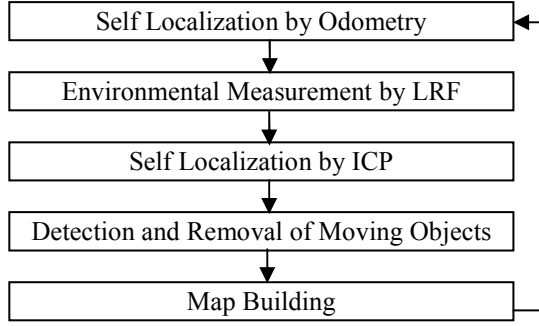 Self Localization by Odometry
Environmental Measurement by LRF
Self Localization by ICP
Detection and Removal of Moving Objects
Map Building